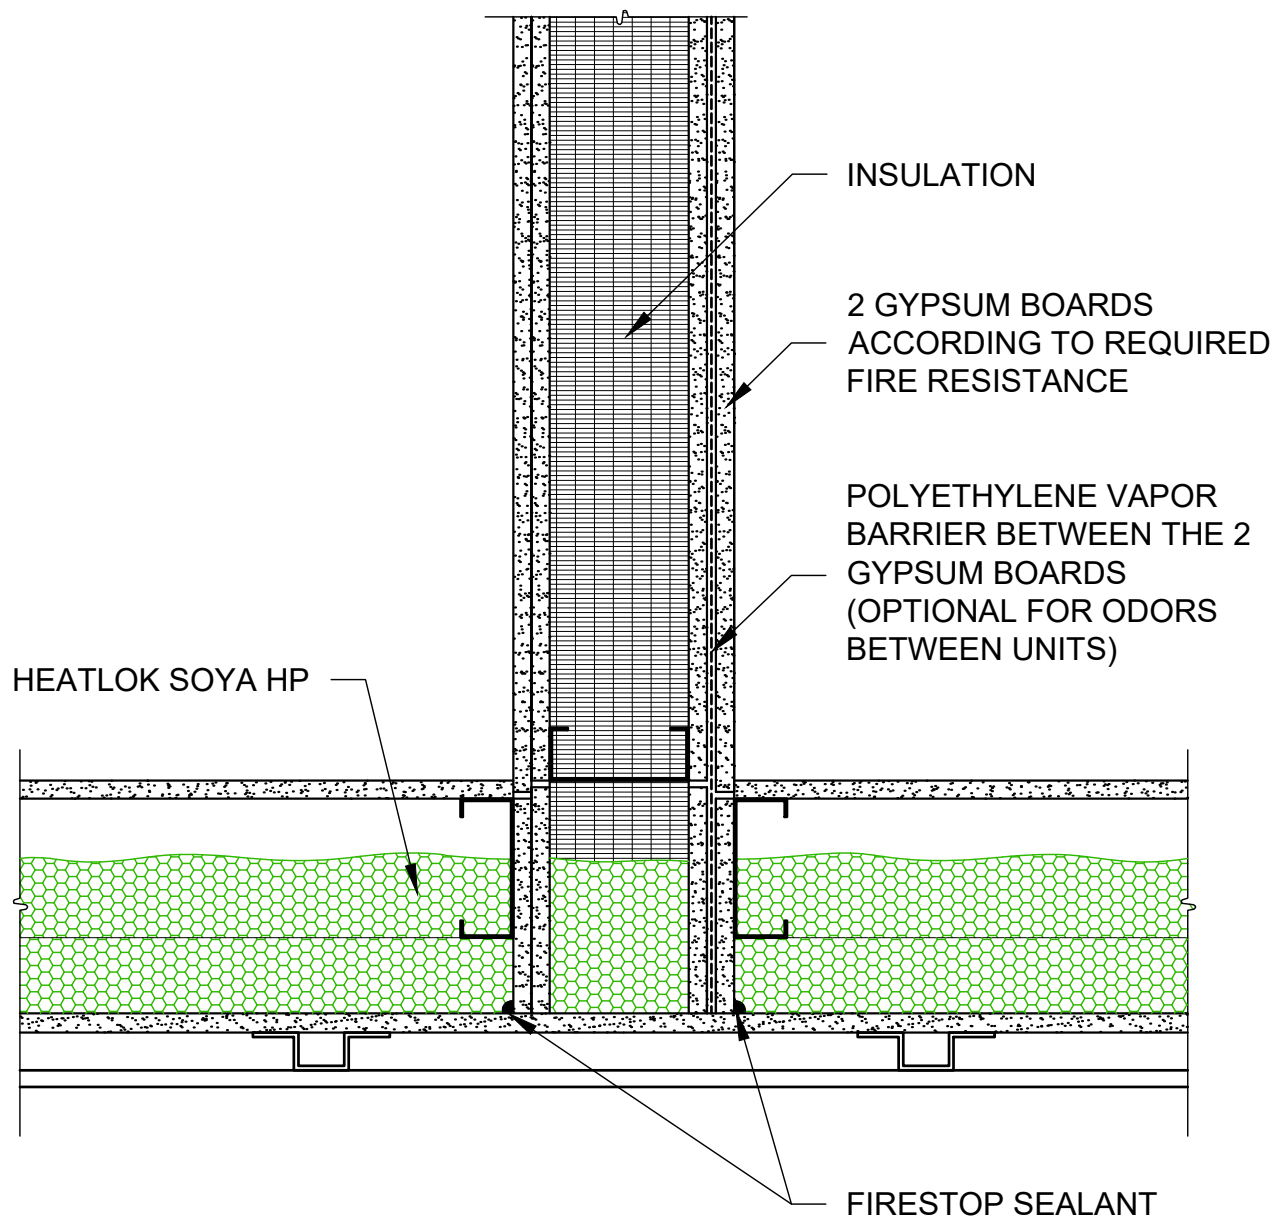 INSULATION
2 GYPSUM BOARDS
ACCORDING TO REQUIRED
FIRE RESISTANCE
POLYETHYLENE VAPOR
BARRIER BETWEEN THE 2
GYPSUM BOARDS
(OPTIONAL FOR ODORS
BETWEEN UNITS)
HEATLOK SOYA HP
FIRESTOP SEALANT